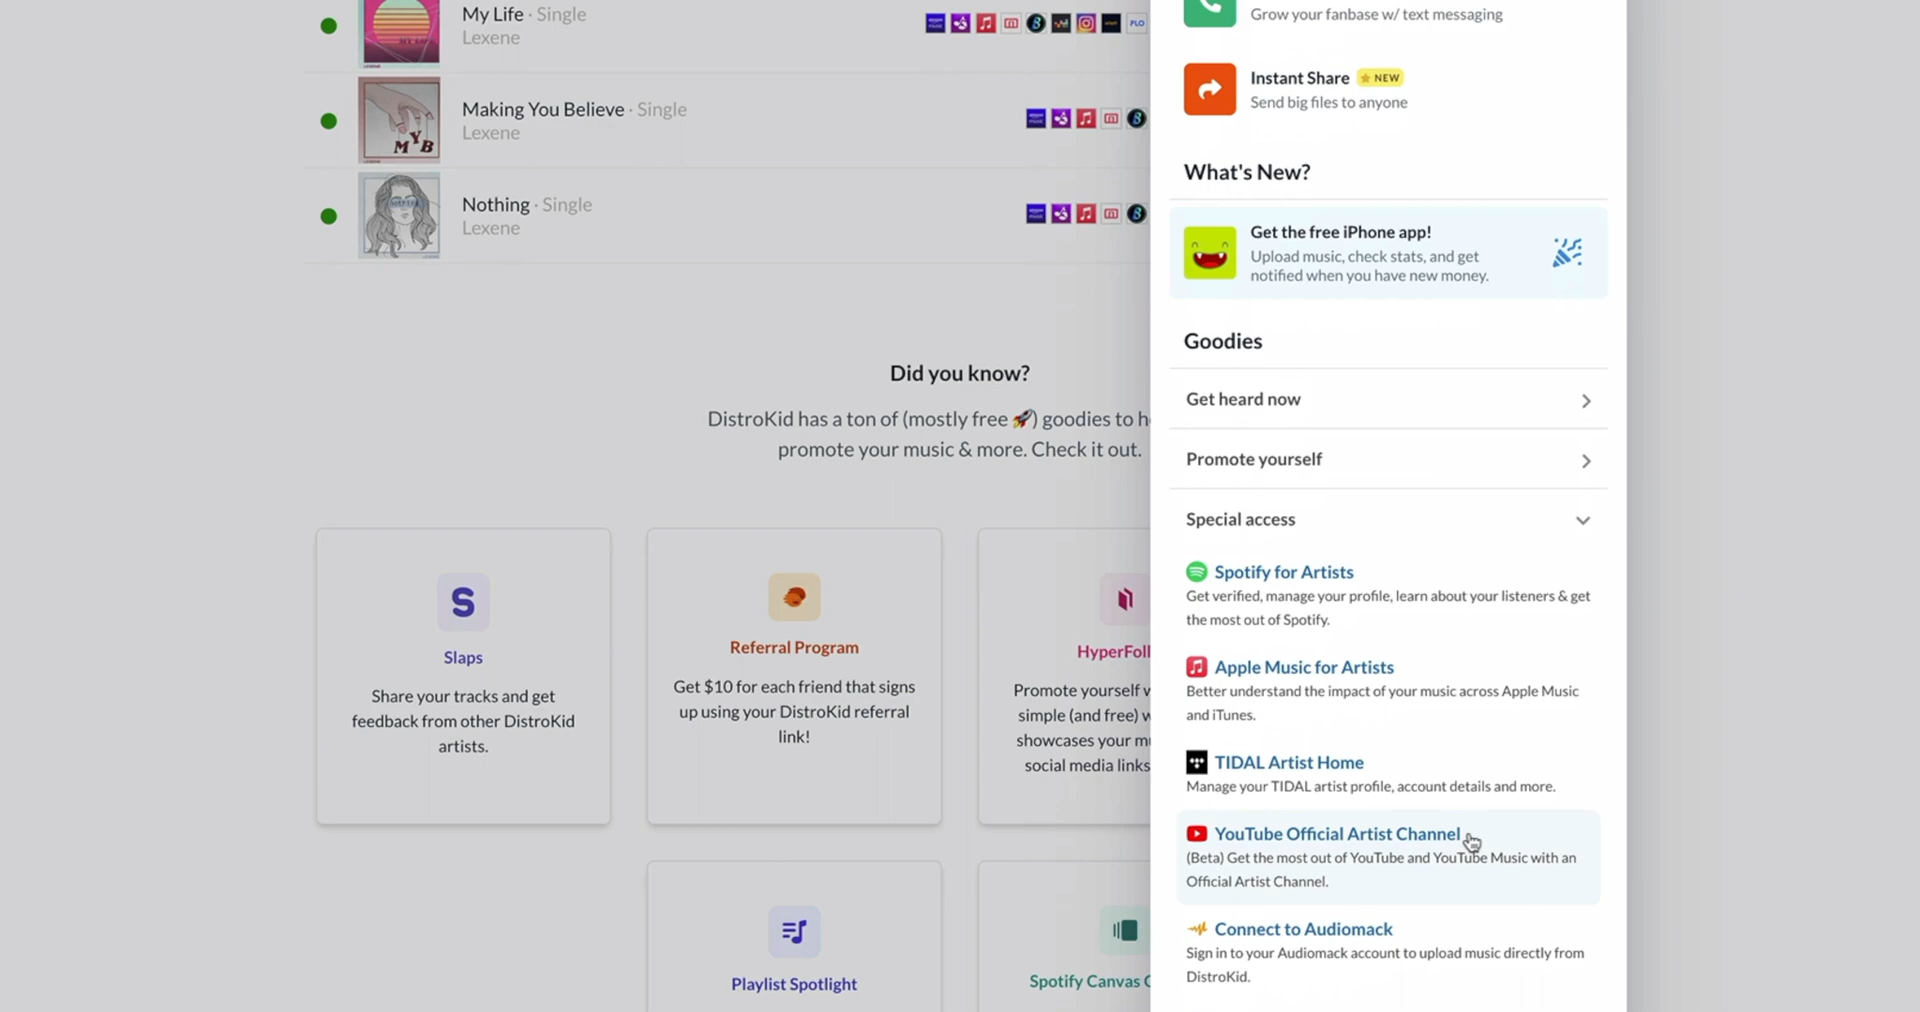 My Life · Single
Lexene
Making You Believe · Single
Lexene
MYB
Nothing · Single
Lexene
Did you know?
DistroKid has a ton of (mostly free 🚀) goodies to h
promote your music & more. Check it out.
S
Slaps
Share your tracks and get
feedback from other DistroKid
artists.
Referral Program
Get $10 for each friend that signs
up using your DistroKid referral
link!
HyperFoll
Promote yourself
simple (and free)
showcases your
social media links
Playlist Spotlight
Spotify Canvas
Grow your fanbase w/ text messaging
Instant Share NEW
Send big files to anyone
What's New?
Get the free iPhone app!
Upload music, check stats, and get
notified when you have new money.
Goodies
Get heard now
Promote yourself
Special access
Spotify for Artists
Get verified, manage your profile, learn about your listeners & get
the most out of Spotify.
Apple Music for Artists
Better understand the impact of your music across Apple Music
and iTunes.
TIDAL Artist Home
Manage your TIDAL artist profile, account details and more.
YouTube Official Artist Channel
(Beta) Get the most out of YouTube and YouTube Music with an
Official Artist Channel.
Connect to Audiomack
Sign in to your Audiomack account to upload music directly from
DistroKid.